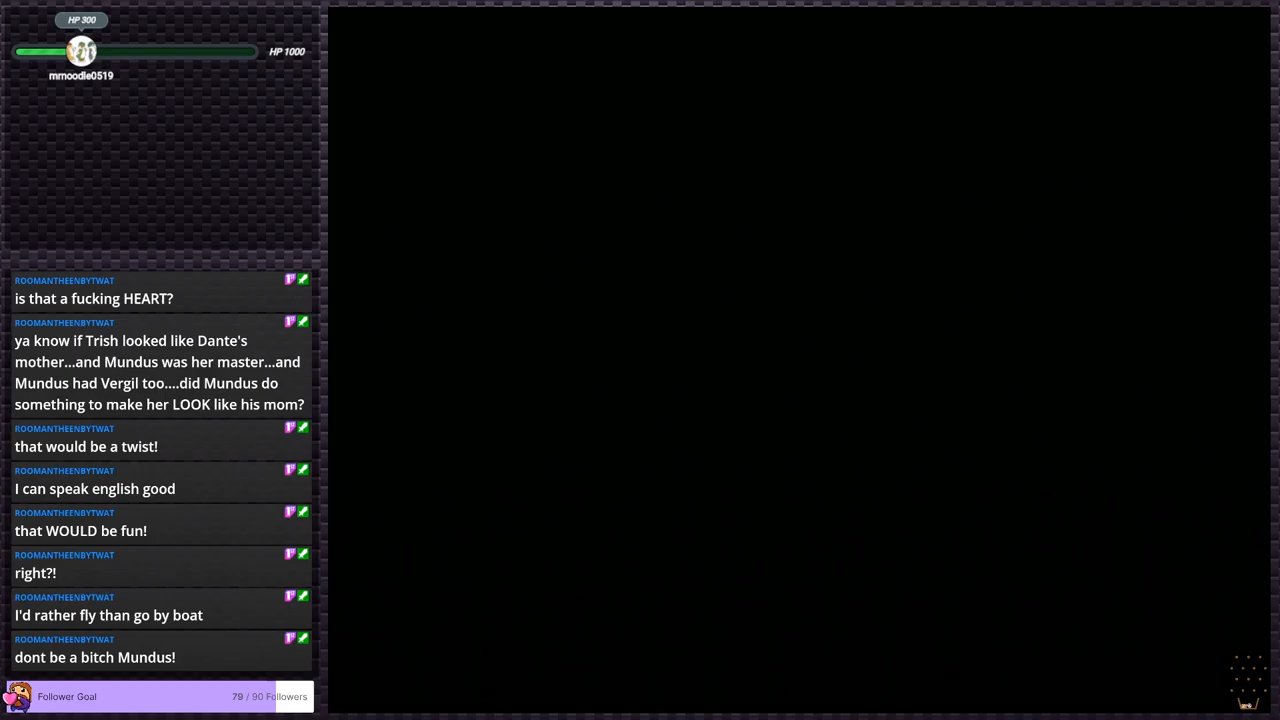 HP 300
HP 1000
mrnoodle0519
ROOMANTHEENBYTWAT
is that a fucking HEART?
ROOMANTHEENBYTWAT
ya know if Trish looked like Dante's
mother...and Mundus was her master...and
Mundus had Vergil too....did Mundus do
something to make her LOOK like his mom?
ROOMANTHEENBYTWAT
that would be a twist!
ROOMANTHEENBYTWAT
I can speak english good
ROOMANTHEENBYTWAT
that WOULD be fun!
ROOMANTHEENBYTWAT
right?!
ROOMANTHEENBYTWAT
I'd rather fly than go by boat
ROOMANTHEENBYTWAT
dont be a bitch Mundus!
Follower Goal 79 / 90 Followers